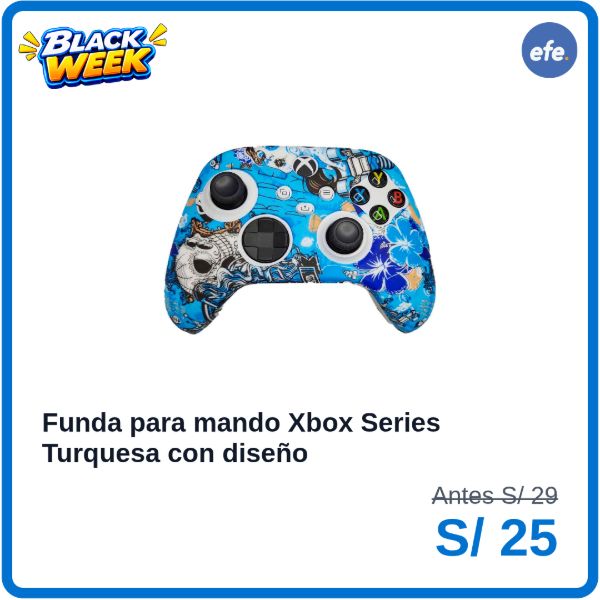 BLACK
WEEK
efe.
Y
X
B
A
Funda para mando Xbox Series
Turquesa con diseño
Antes S/ 29
S/ 25